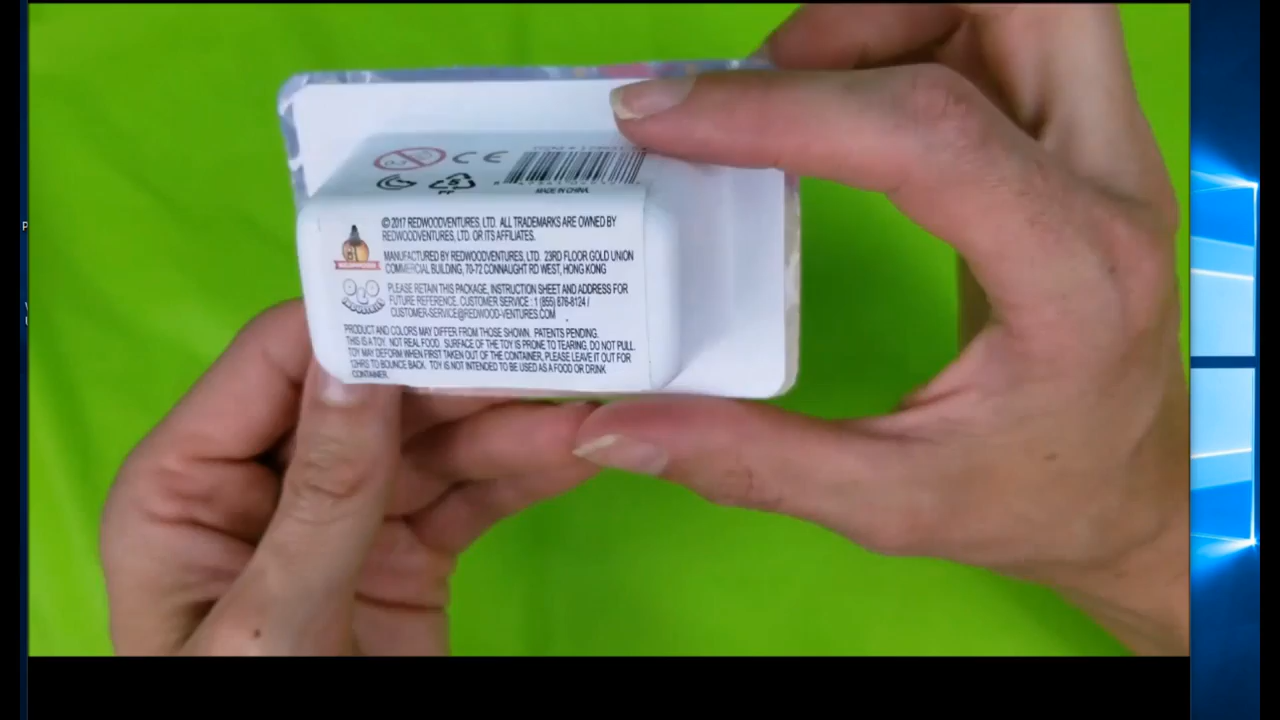 MADE IN CHINA
© 2017 REDWOODVENTURES, LTD. ALL TRADEMARKS ARE OWNED BY
REDWOODVENTURES, LTD. OR ITS AFFILIATES.
MANUFACTURED BY REDWOODVENTURES, LTD. 23RD FLOOR GOLD UNION
COMMERCIAL BUILDING, 70-72 CONNAUGHT RD WEST, HONG KONG
PLEASE RETAIN THIS PACKAGE, INSTRUCTION SHEET AND ADDRESS FOR
FUTURE REFERENCE. CUSTOMER SERVICE : 1 (855) 676-8124 /
CUSTOMER-SERVICE@REDWOOD-VENTURES.COM
PRODUCT AND COLORS MAY DIFFER FROM THOSE SHOWN. PATENTS PENDING.
THIS IS A TOY. NOT REAL FOOD. SURFACE OF THE TOY IS PRONE TO TEARING, DO NOT PULL.
TOY MAY DEFORM WHEN FIRST TAKEN OUT OF THE CONTAINER, PLEASE LEAVE IT OUT FOR
12HRS TO BOUNCE BACK. TOY IS NOT INTENDED TO BE USED AS A FOOD OR DRINK
CONTAINER.